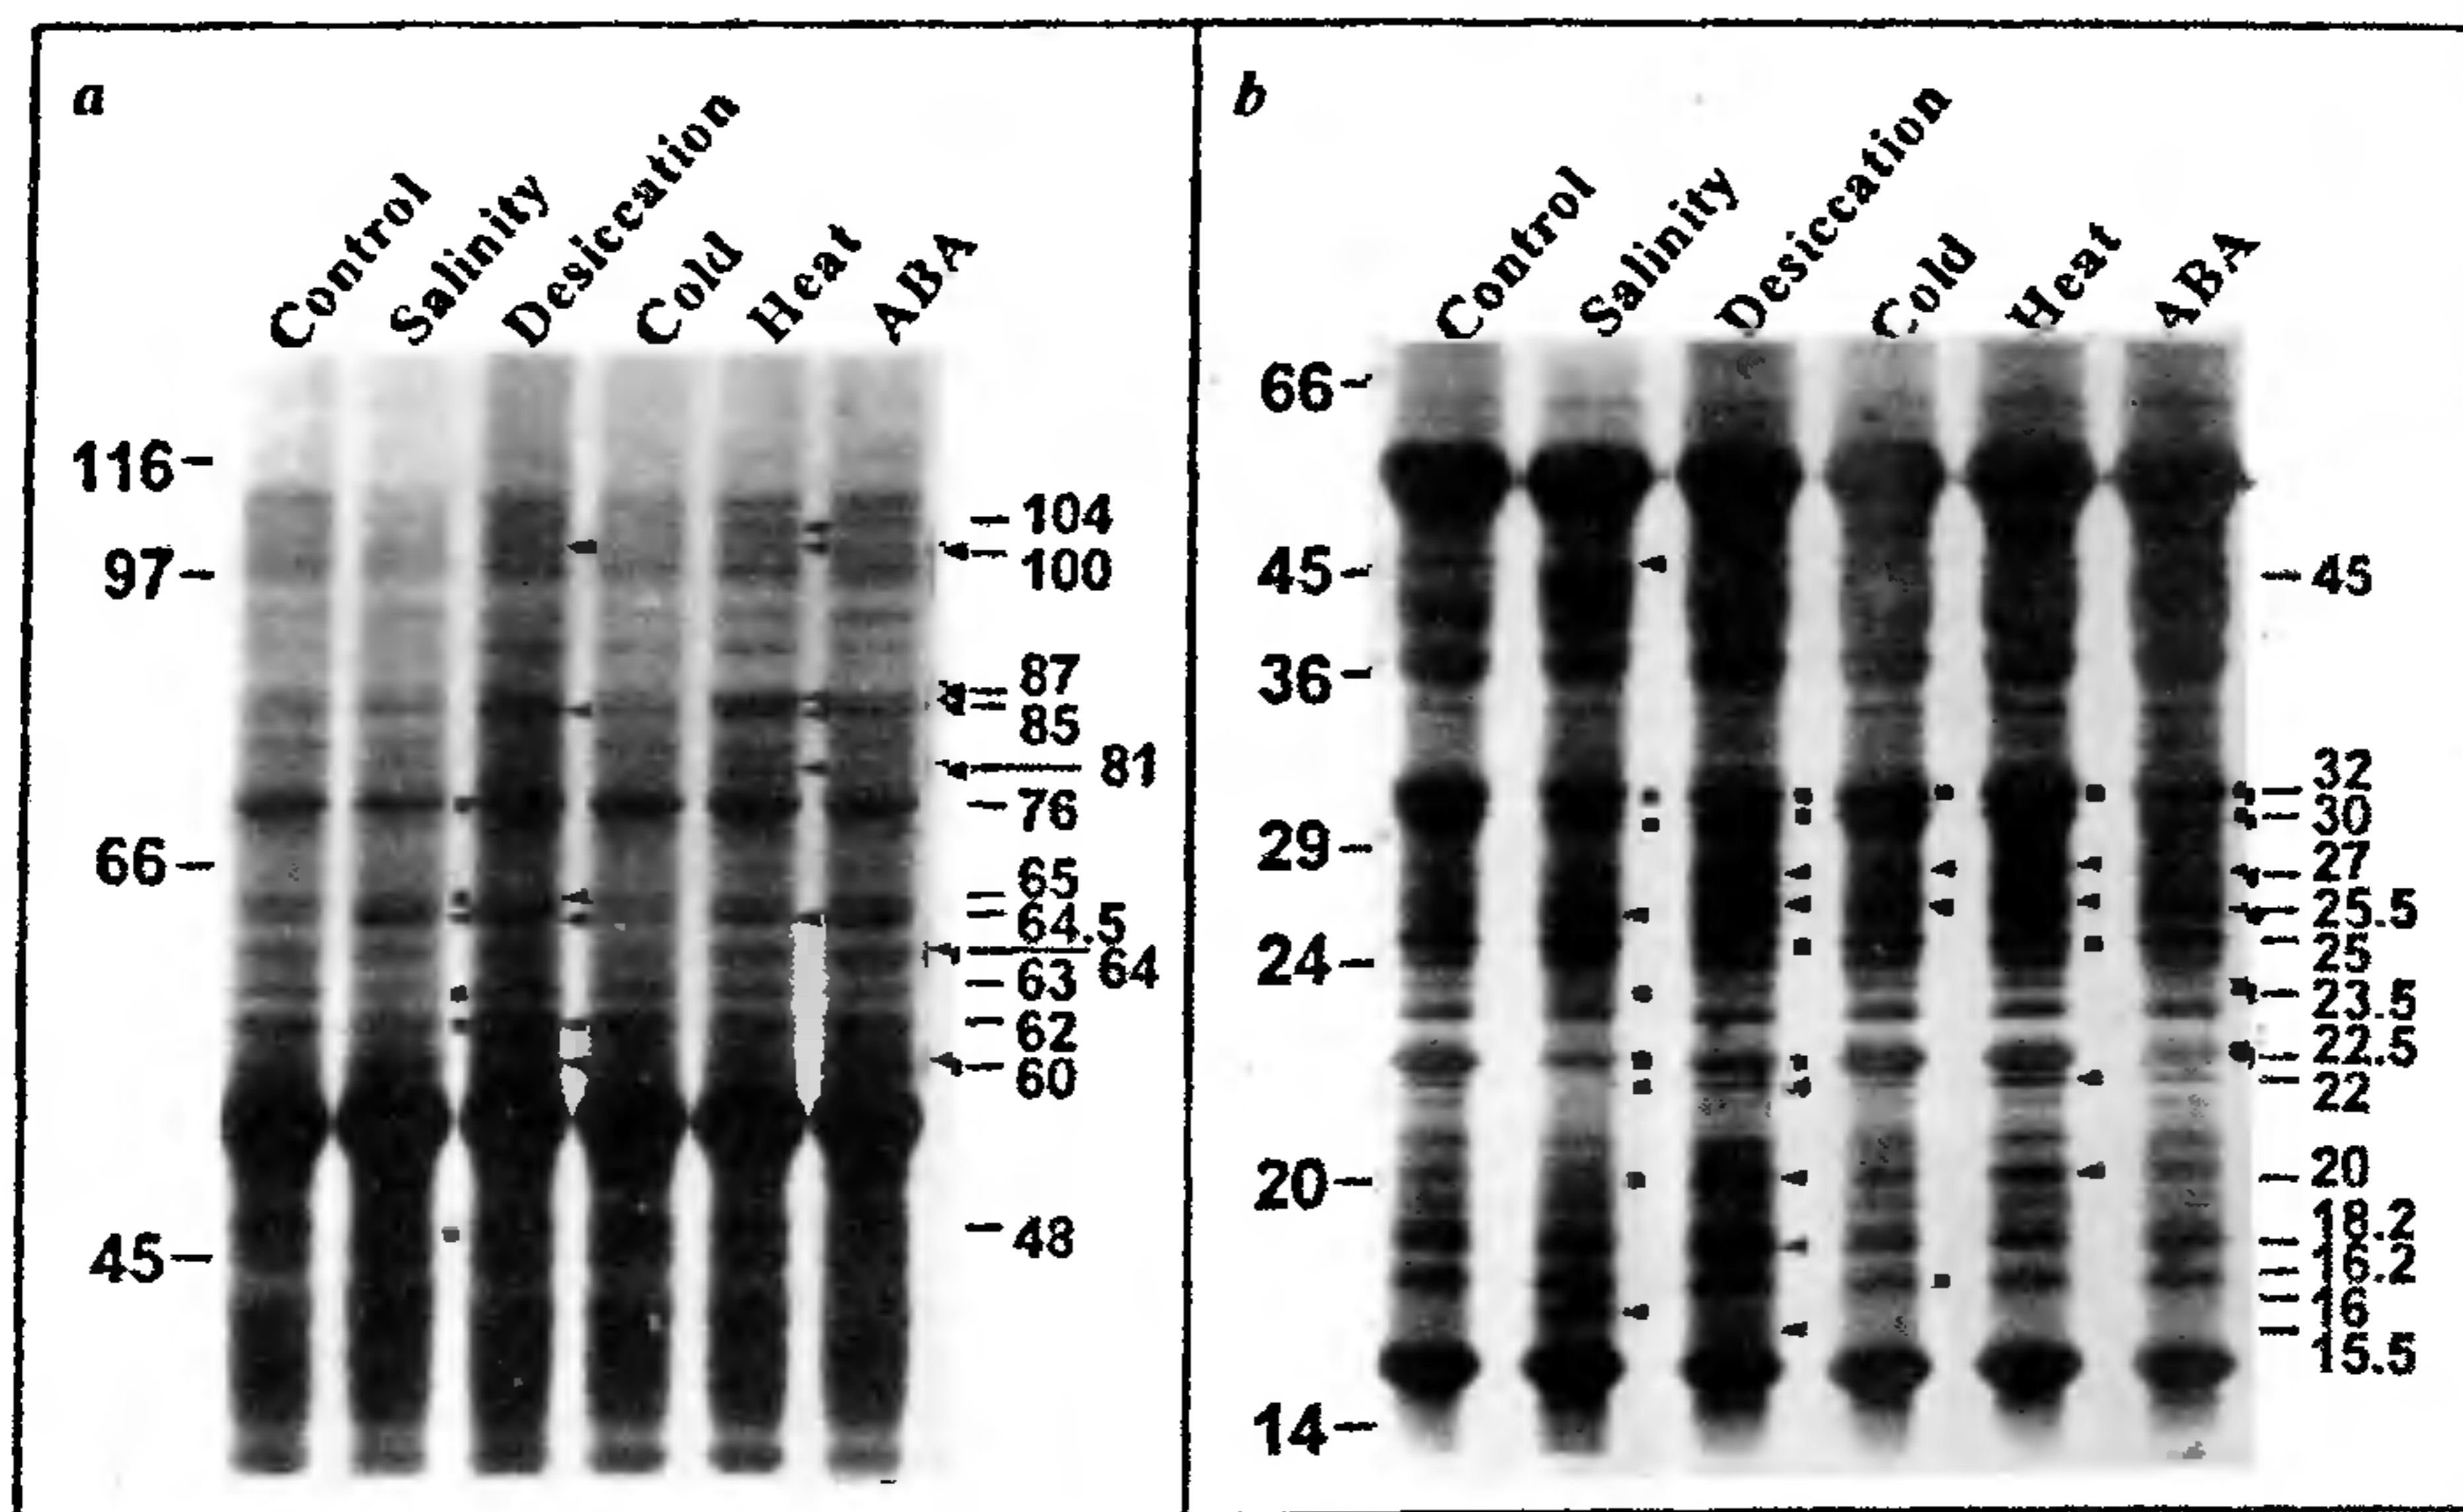 a
Control
Salinity
Desiccation
Cold
Heat
ABA
116
97
66
45
104
100
87
85
81
76
65
64.5
64
63
62
60
48
b
Control
Salinity
Desiccation
Cold
Heat
ABA
66
45
36
29
24
20
14
45
32
30
27
25.5
25
23.5
22.5
22
20
18.2
16.2
16
15.5